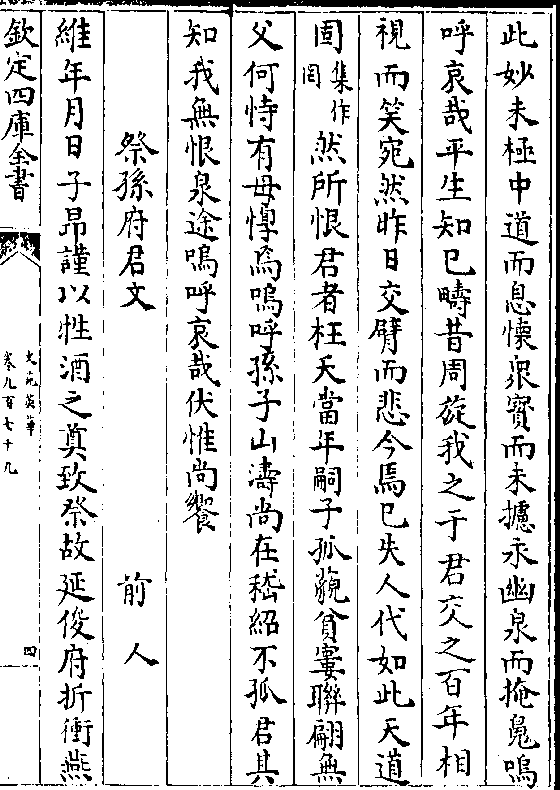 此妙未極中道而息懷衆寳而未攄永幽泉而掩鬼嗚
呼哀哉平生知已疇昔周旋我之于君交之百年相
視而笑宛然昨日交臂而悲今焉已失人代如此天道
固集作罔然所恨君者枉夭當年嗣子孤藐貧寠聯翩無
父何恃有母惸焉嗚呼孫子山濤尚在嵇紹不孤君其
知我無恨泉途嗚呼哀哉伏惟尚饗
祭孫府君文 前人
維年月日子昂謹以牲酒之奠致祭故延俊府折衝燕
欽定四庫全書
文苑英華
卷九百七十九
四